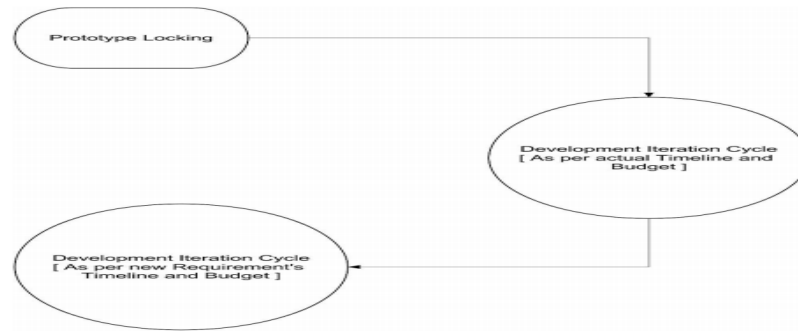 Prototype Locking
Development Iteration Cycle
[ As per actual Timeline and
Budget ]
Development Iteration Cycle
[ As per new Requirement's
Timeline and Budget ]